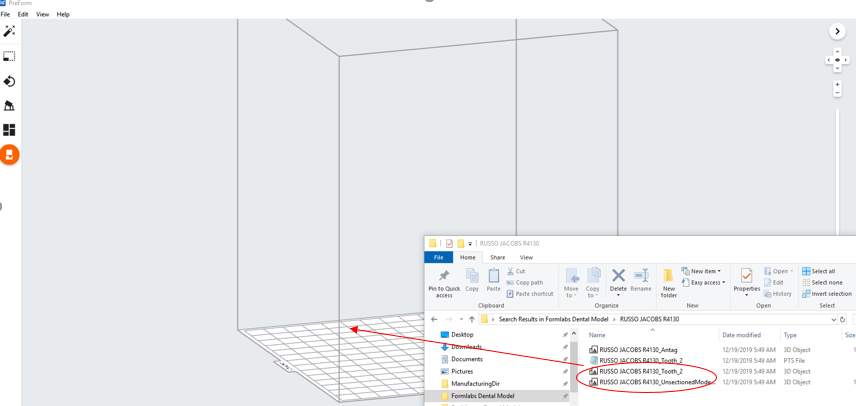 PreForm
File Edit View Help
RUSSO JACOBS R4130
File Home Share View
Pin to Quick access
Copy
Paste
Cut
Copy path
Paste shortcut
Clipboard
Move to
Copy to
Delete
Rename
Organize
New folder
New item
Easy access
New
Properties
Open
Edit
History
Open
Select all
Select none
Invert selection
Select
Search Results in Formlabs Dental Model > RUSSO JACOBS R4130
Name Date modified Type Size
Desktop
Downloads
Documents
Pictures
ManufacturingDir
Formlabs Dental Model
RUSSO JACOBS R4130_Antag 12/19/2019 5:49 AM 3D Object 1
RUSSO JACOBS R4130_Tooth_2 12/19/2019 5:49 AM PTS File
RUSSO JACOBS R4130_Tooth_2 12/19/2019 5:49 AM 3D Object
RUSSO JACOBS R4130_UnsectionedMode... 12/19/2019 5:49 AM 3D Object 1